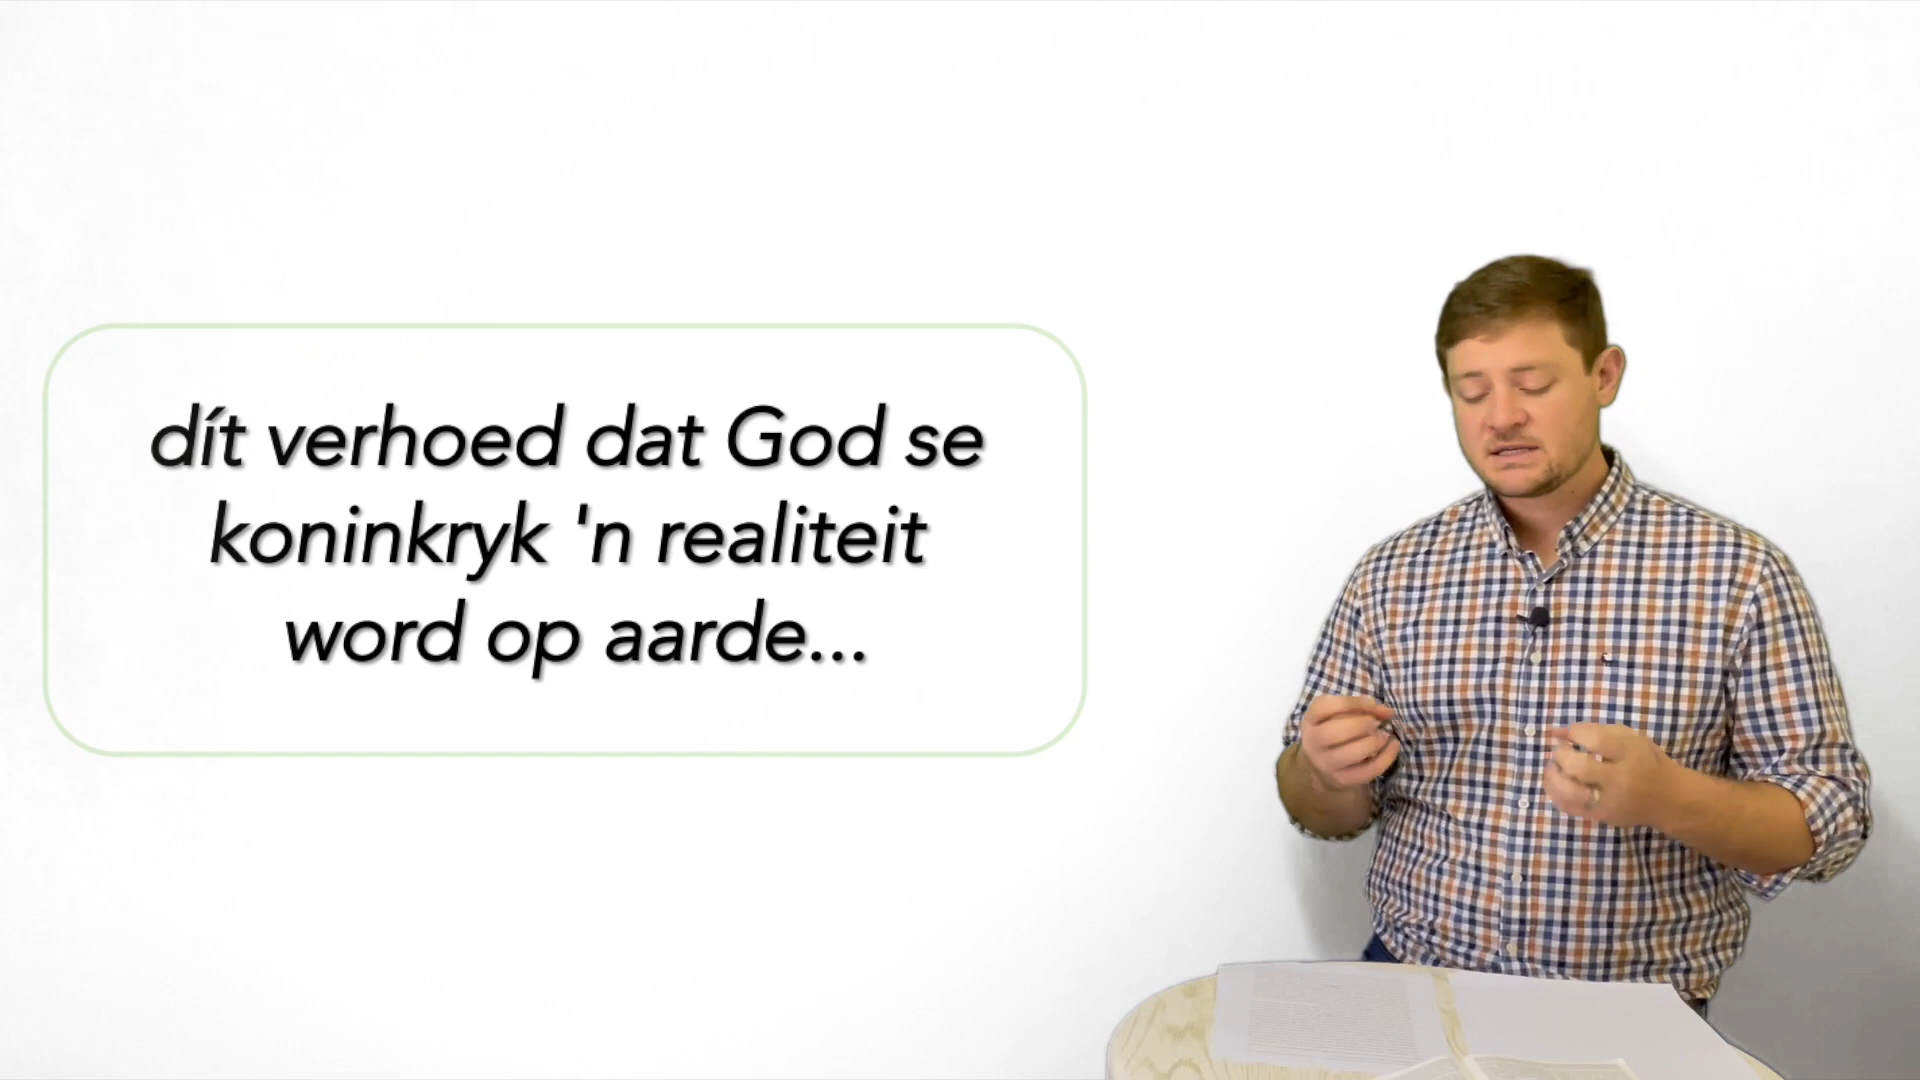 dít verhoed dat God se
koninkryk 'n realiteit
word op aarde...